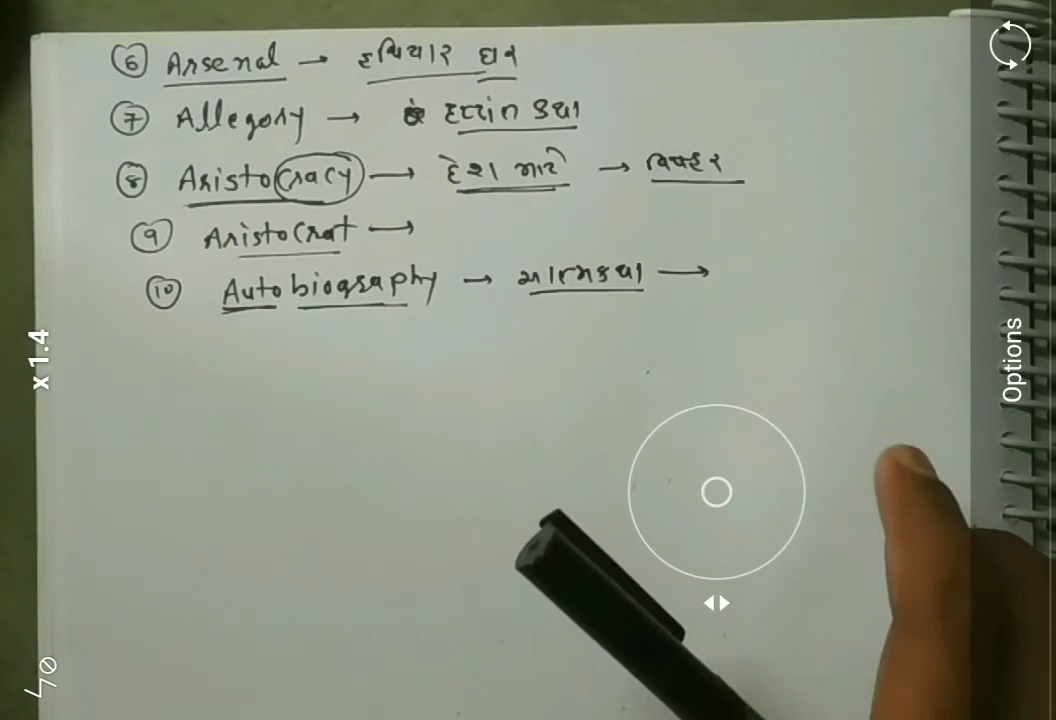 ⑥ Arsenal → હથિયાર ઘર
⑦ Allegory → દ્રષ્ટાંત કથા
⑧ Aristocracy → દેશ માટે →
⑨ Aristocrat →
⑩ Autobiography → આત્મકથા →
x 1.4
Options